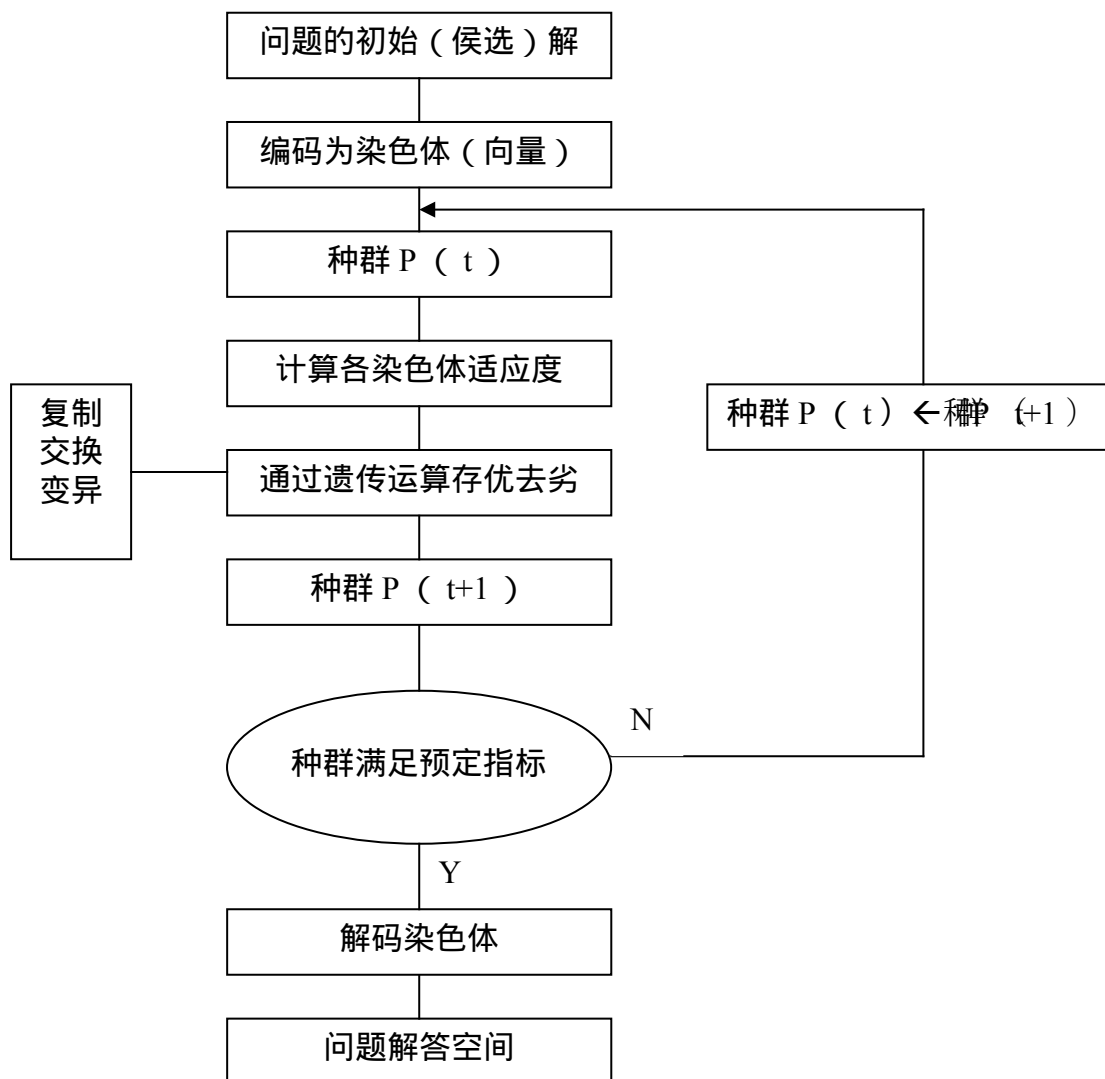 问题的初始（侯选）解
编码为染色体（向量）
种群 P （ t ）
计算各染色体适应度
复制
交换
变异
通过遗传运算存优去劣
种群 P （ t ）← 种群P （ t+1 ）
种群 P （ t+1 ）
种群满足预定指标
N
Y
解码染色体
问题解答空间